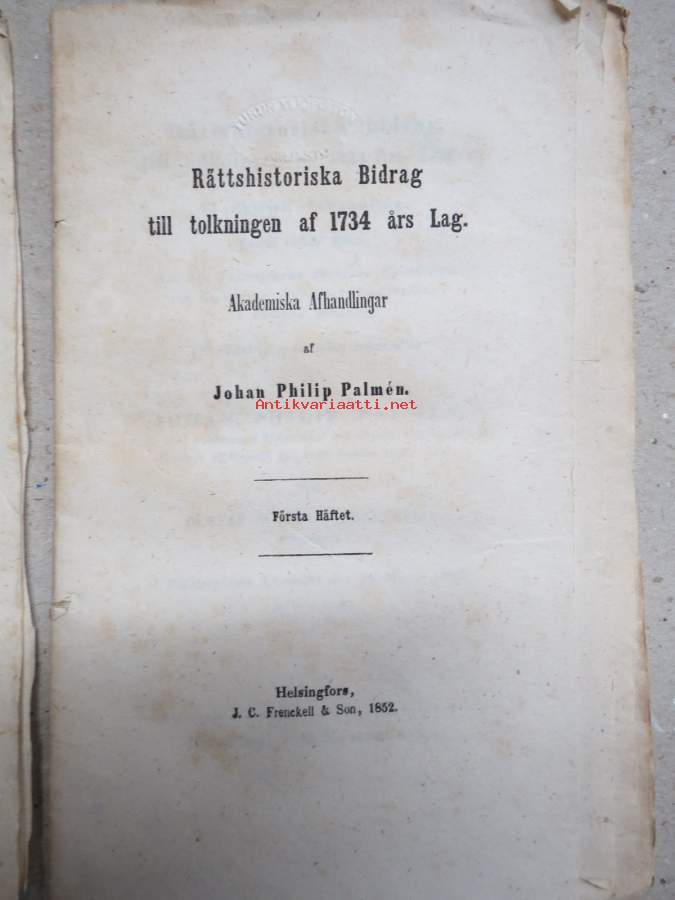 Rättshistoriska Bidrag
till tolkningen af 1734 års Lag.
Akademiska Afhandlingar
af
Johan Philip Palmén.
Antikvariaatti.net
Första Häftet.
Helsingfors,
J. C. Frenckell & Son, 1852.